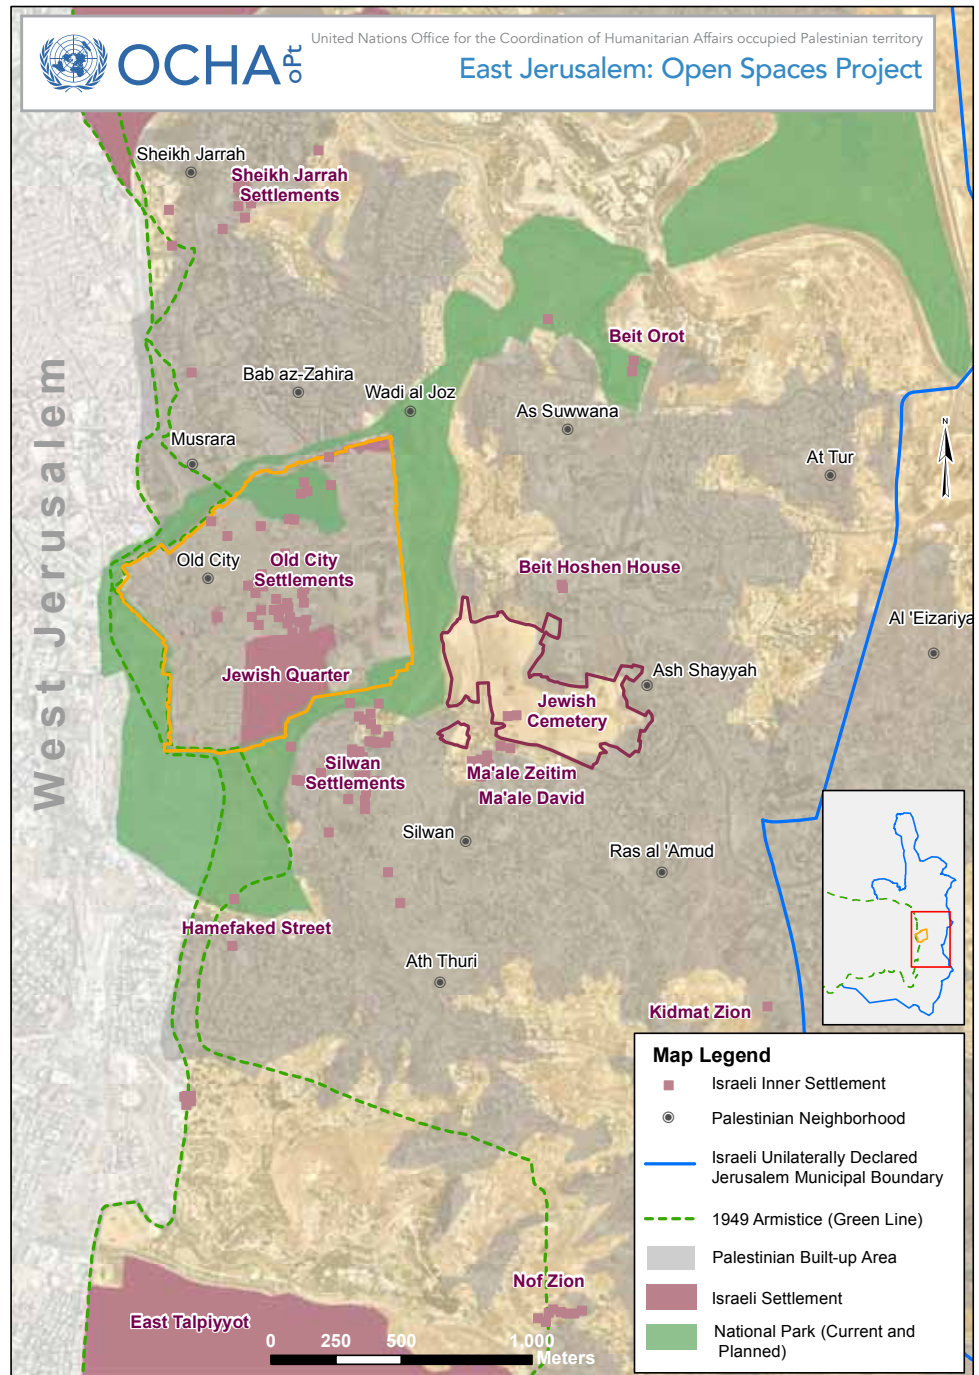 OCHA oPt
United Nations Office for the Coordination of Humanitarian Affairs occupied Palestinian territory
East Jerusalem: Open Spaces Project
Sheikh Jarrah
Sheikh Jarrah
Settlements
Beit Orot
Bab az-Zahira
Wadi al Joz
As Suwwana
Musrara
At Tur
N
West Jerusalem
Old City
Old City
Settlements
Beit Hoshen House
Al 'Eizariya
Jewish Quarter
Ash Shayyah
Jewish
Cemetery
Silwan
Settlements
Ma'ale Zeitim
Ma'ale David
Silwan
Ras al 'Amud
Hamefaked Street
Ath Thuri
Kidmat Zion
Nof Zion
East Talpiyyot
0 250 500 1,000
Meters
Map Legend
Israeli Inner Settlement
Palestinian Neighborhood
Israeli Unilaterally Declared
Jerusalem Municipal Boundary
1949 Armistice (Green Line)
Palestinian Built-up Area
Israeli Settlement
National Park (Current and
Planned)